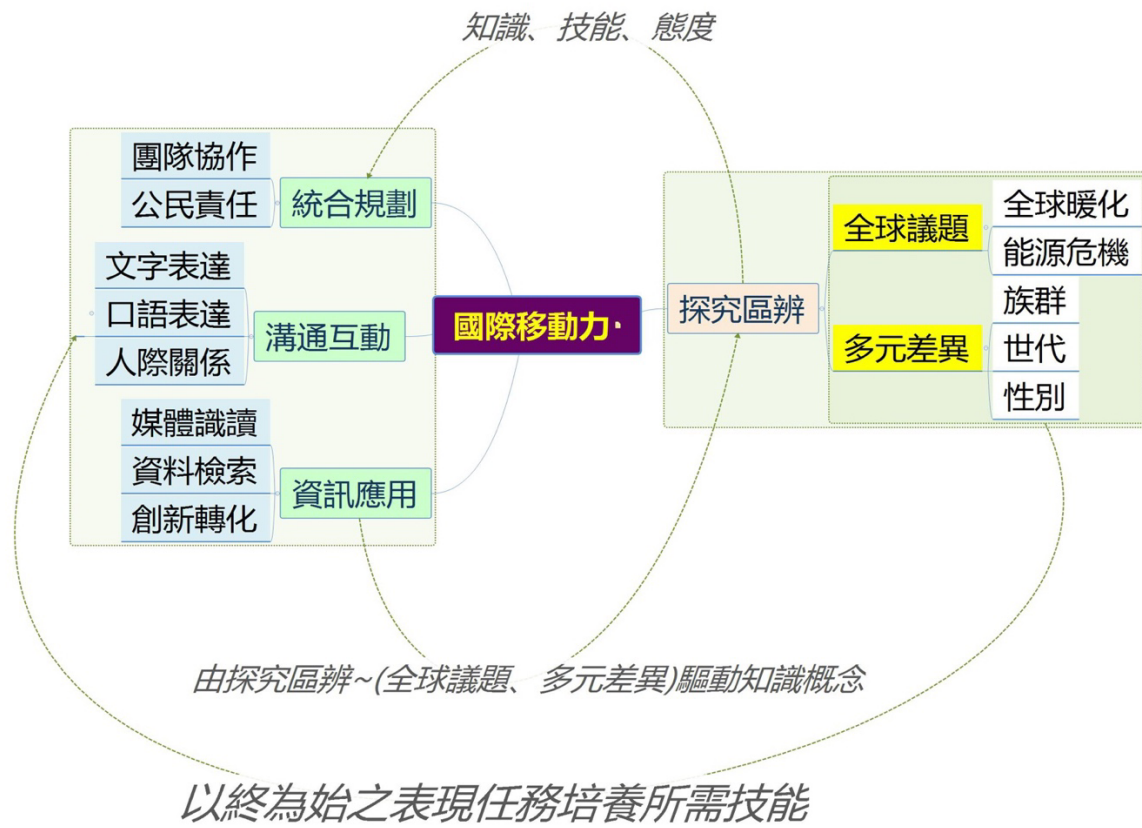 知識、技能、態度
團隊協作
公民責任
統合規劃
文字表達
口語表達
人際關係
溝通互動
媒體識讀
資料檢索
創新轉化
資訊應用
國際移動力·
探究區辨
全球議題
全球暖化
能源危機
多元差異
族群
世代
性別
由探究區辨~(全球議題、多元差異)驅動知識概念
以終為始之表現任務培養所需技能